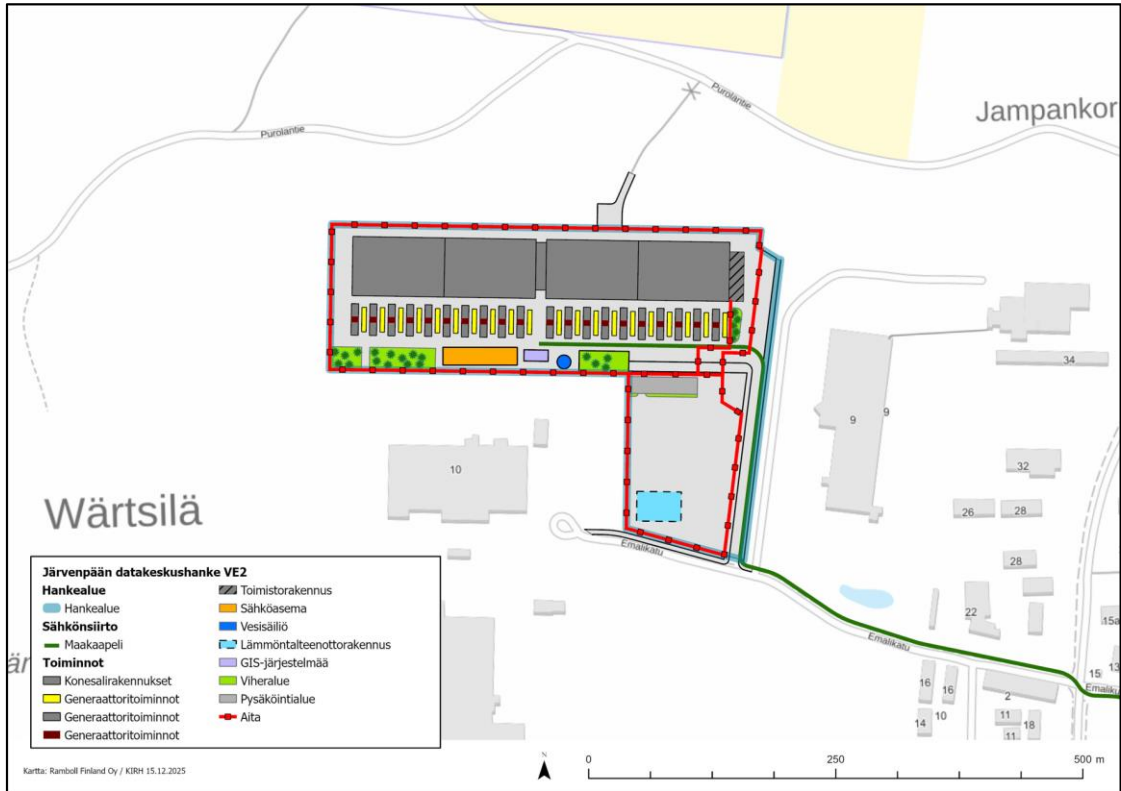 Purolantie
Jampankor
Purolantie
34
9
9
10
32
Wärtsilä
26
28
Emalikatu
28
22
15a
Emalikatu
15
13
Emaliku
16
16
2
14
10
11
18
11
är
Järvenpään datakeskushanke VE2
Hankealue
Hankealue
Sähkönsiirto
Maakaapeli
Toiminnot
Konesalirakennukset
Generaattoritoiminnot
Generaattoritoiminnot
Generaattoritoiminnot
Toimistorakennus
Sähköasema
Vesisäiliö
Lämmöntalteenottorakennus
GIS-järjestelmää
Viheralue
Pysäköintialue
Aita
Kartta: Ramboll Finland Oy / KIRH 15.12.2025
N
0 250 500 m